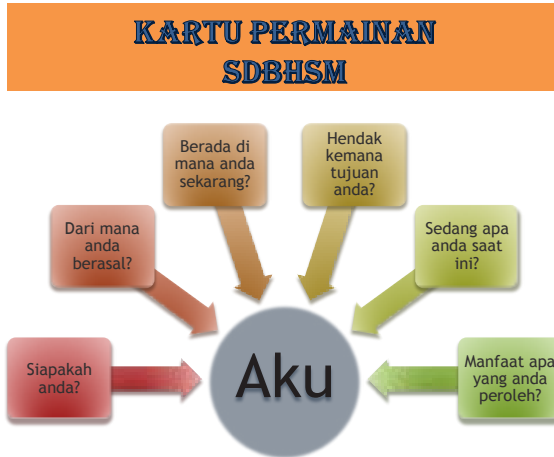 KARTU PERMAINAN
SDBHSM
Siapakah
anda?
Dari mana
anda
berasal?
Berada di
mana anda
sekarang?
Hendak
kemana
tujuan
anda?
Sedang apa
anda saat
ini?
Manfaat apa
yang anda
peroleh?
Aku